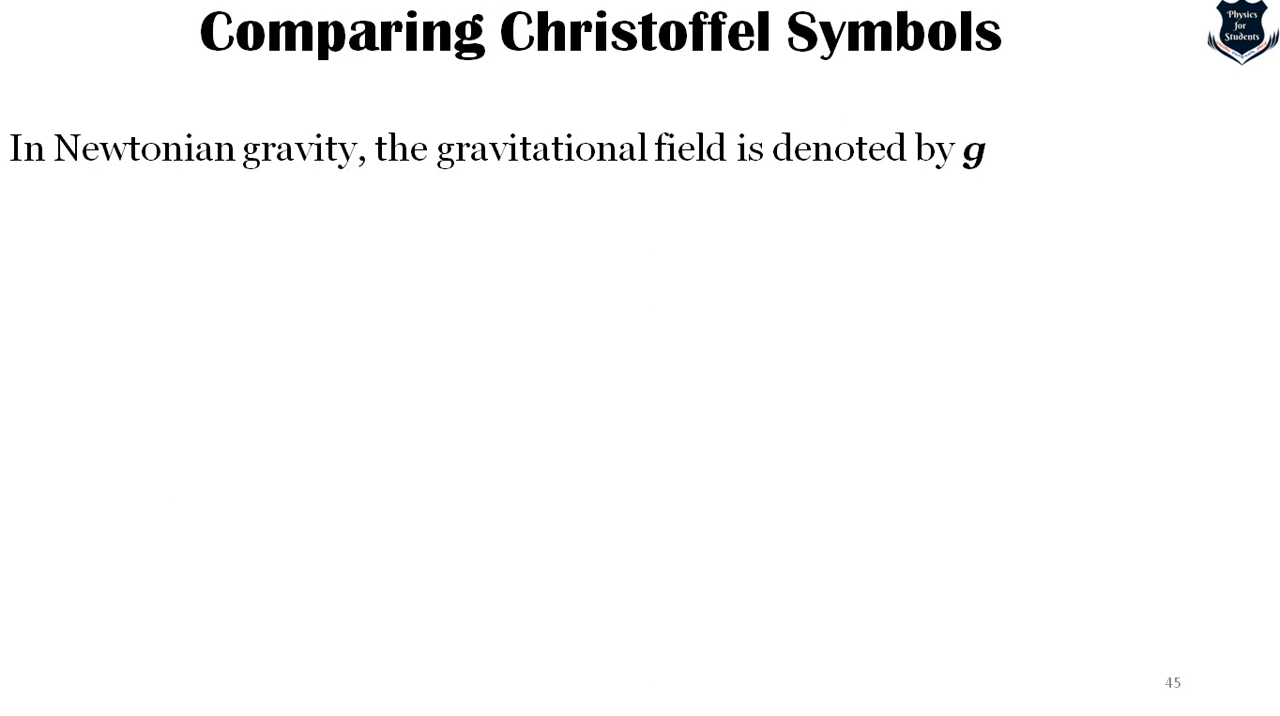 Comparing Christoffel Symbols
Physics
for
Students
In Newtonian gravity, the gravitational field is denoted by g
45